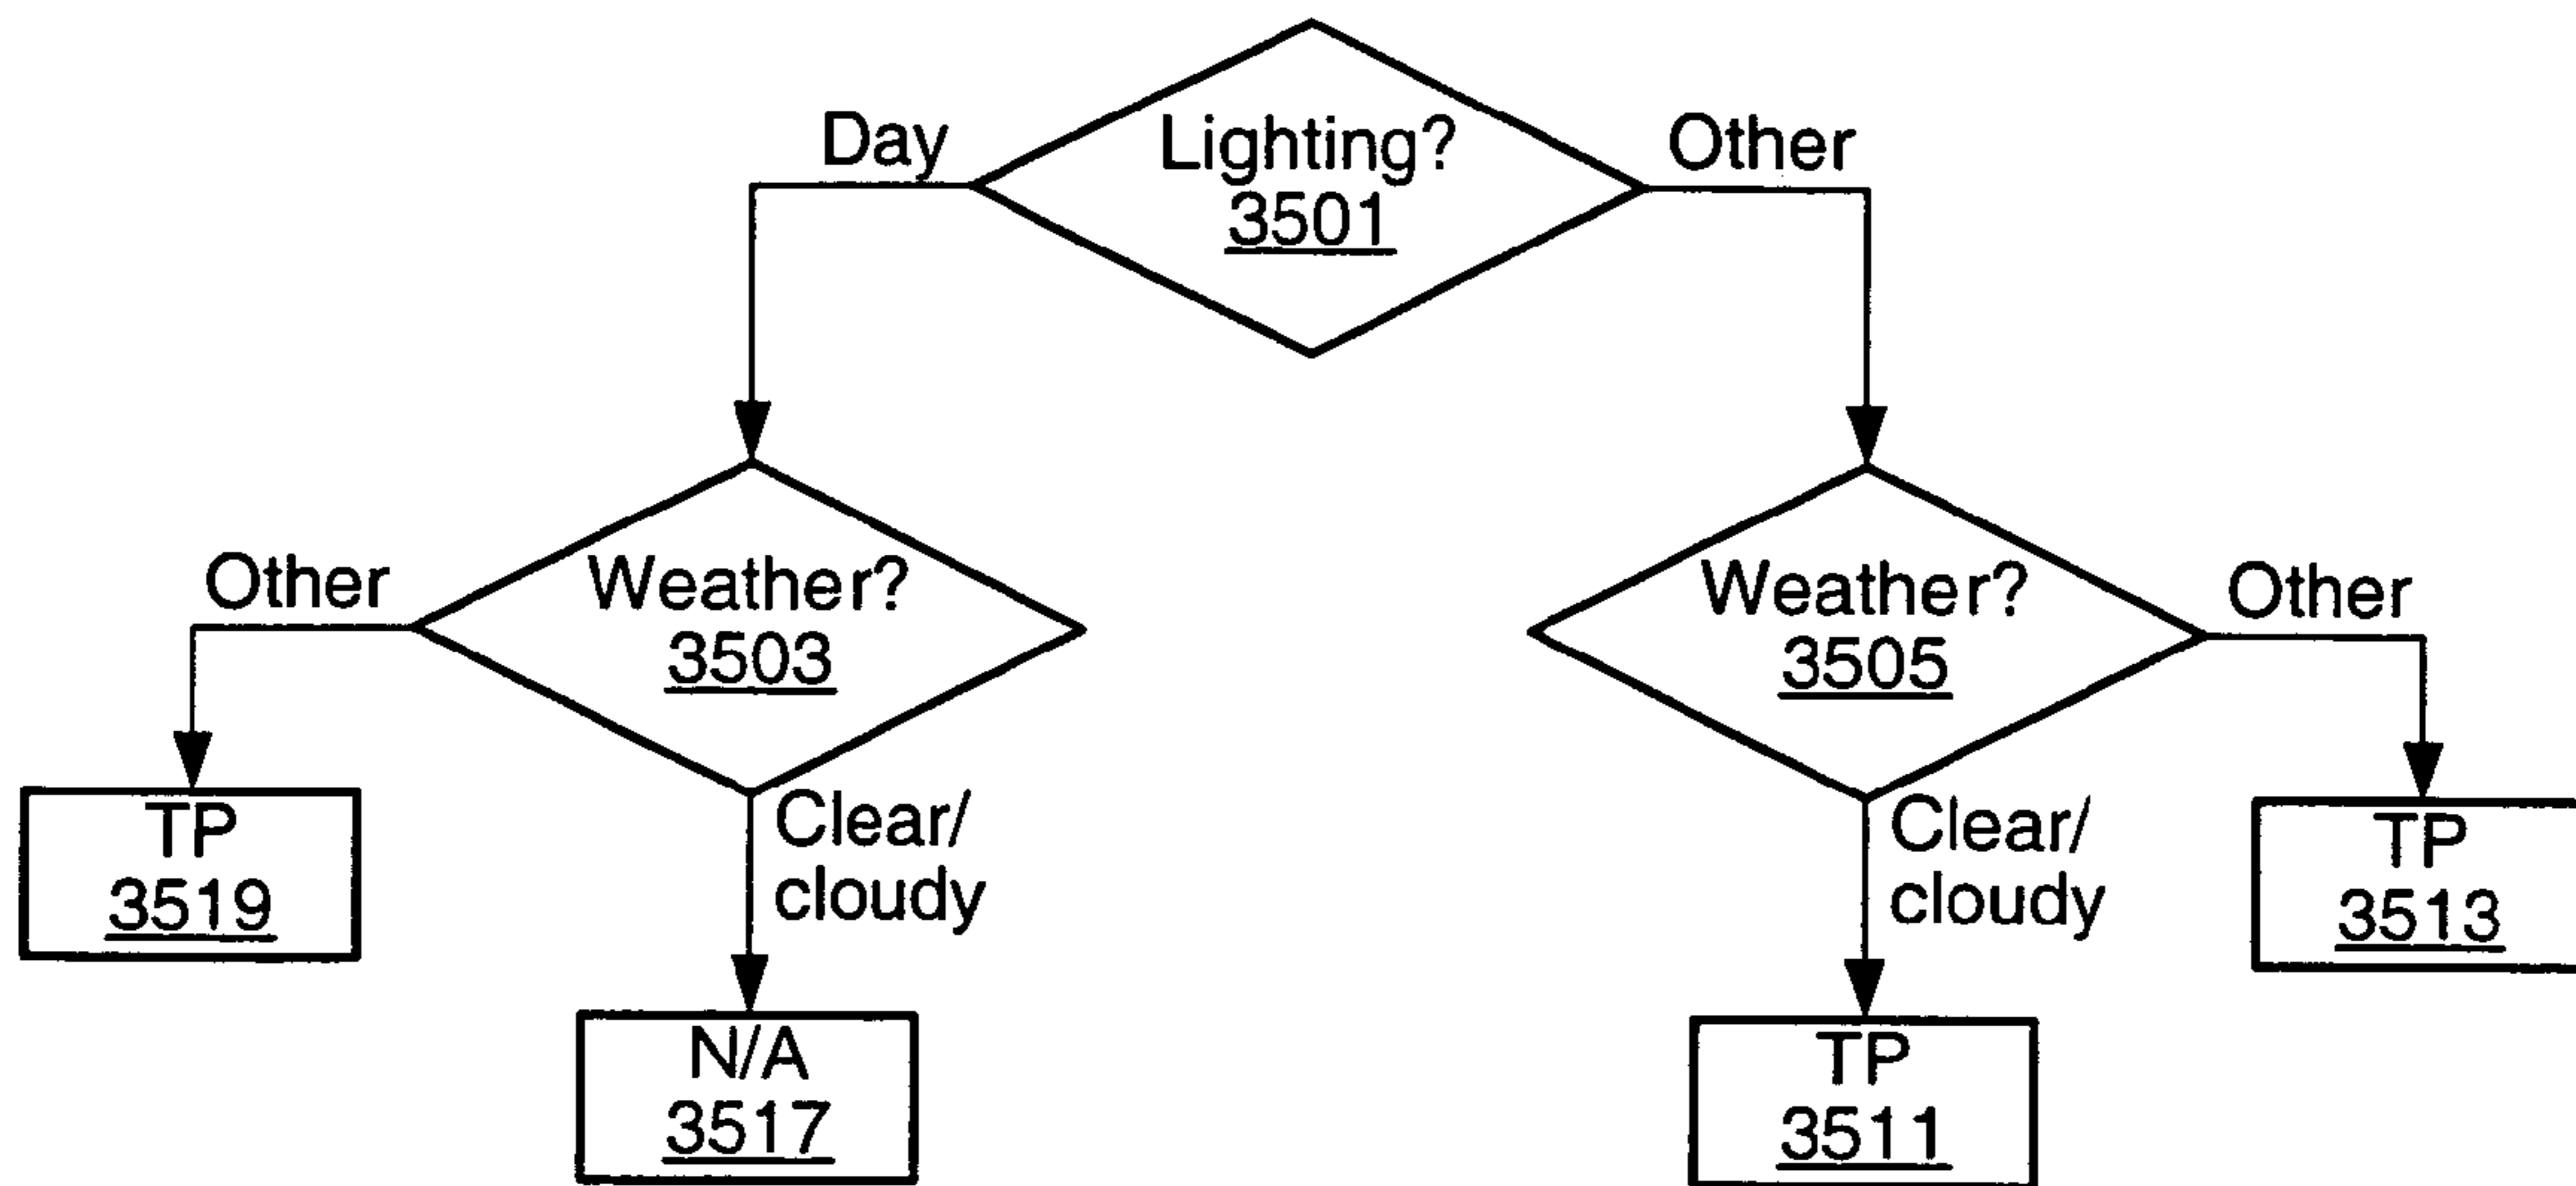 Lighting?
3501
Day
Other
Weather?
3503
Other
Clear/
cloudy
Weather?
3505
Other
Clear/
cloudy
TP
3519
N/A
3517
TP
3511
TP
3513